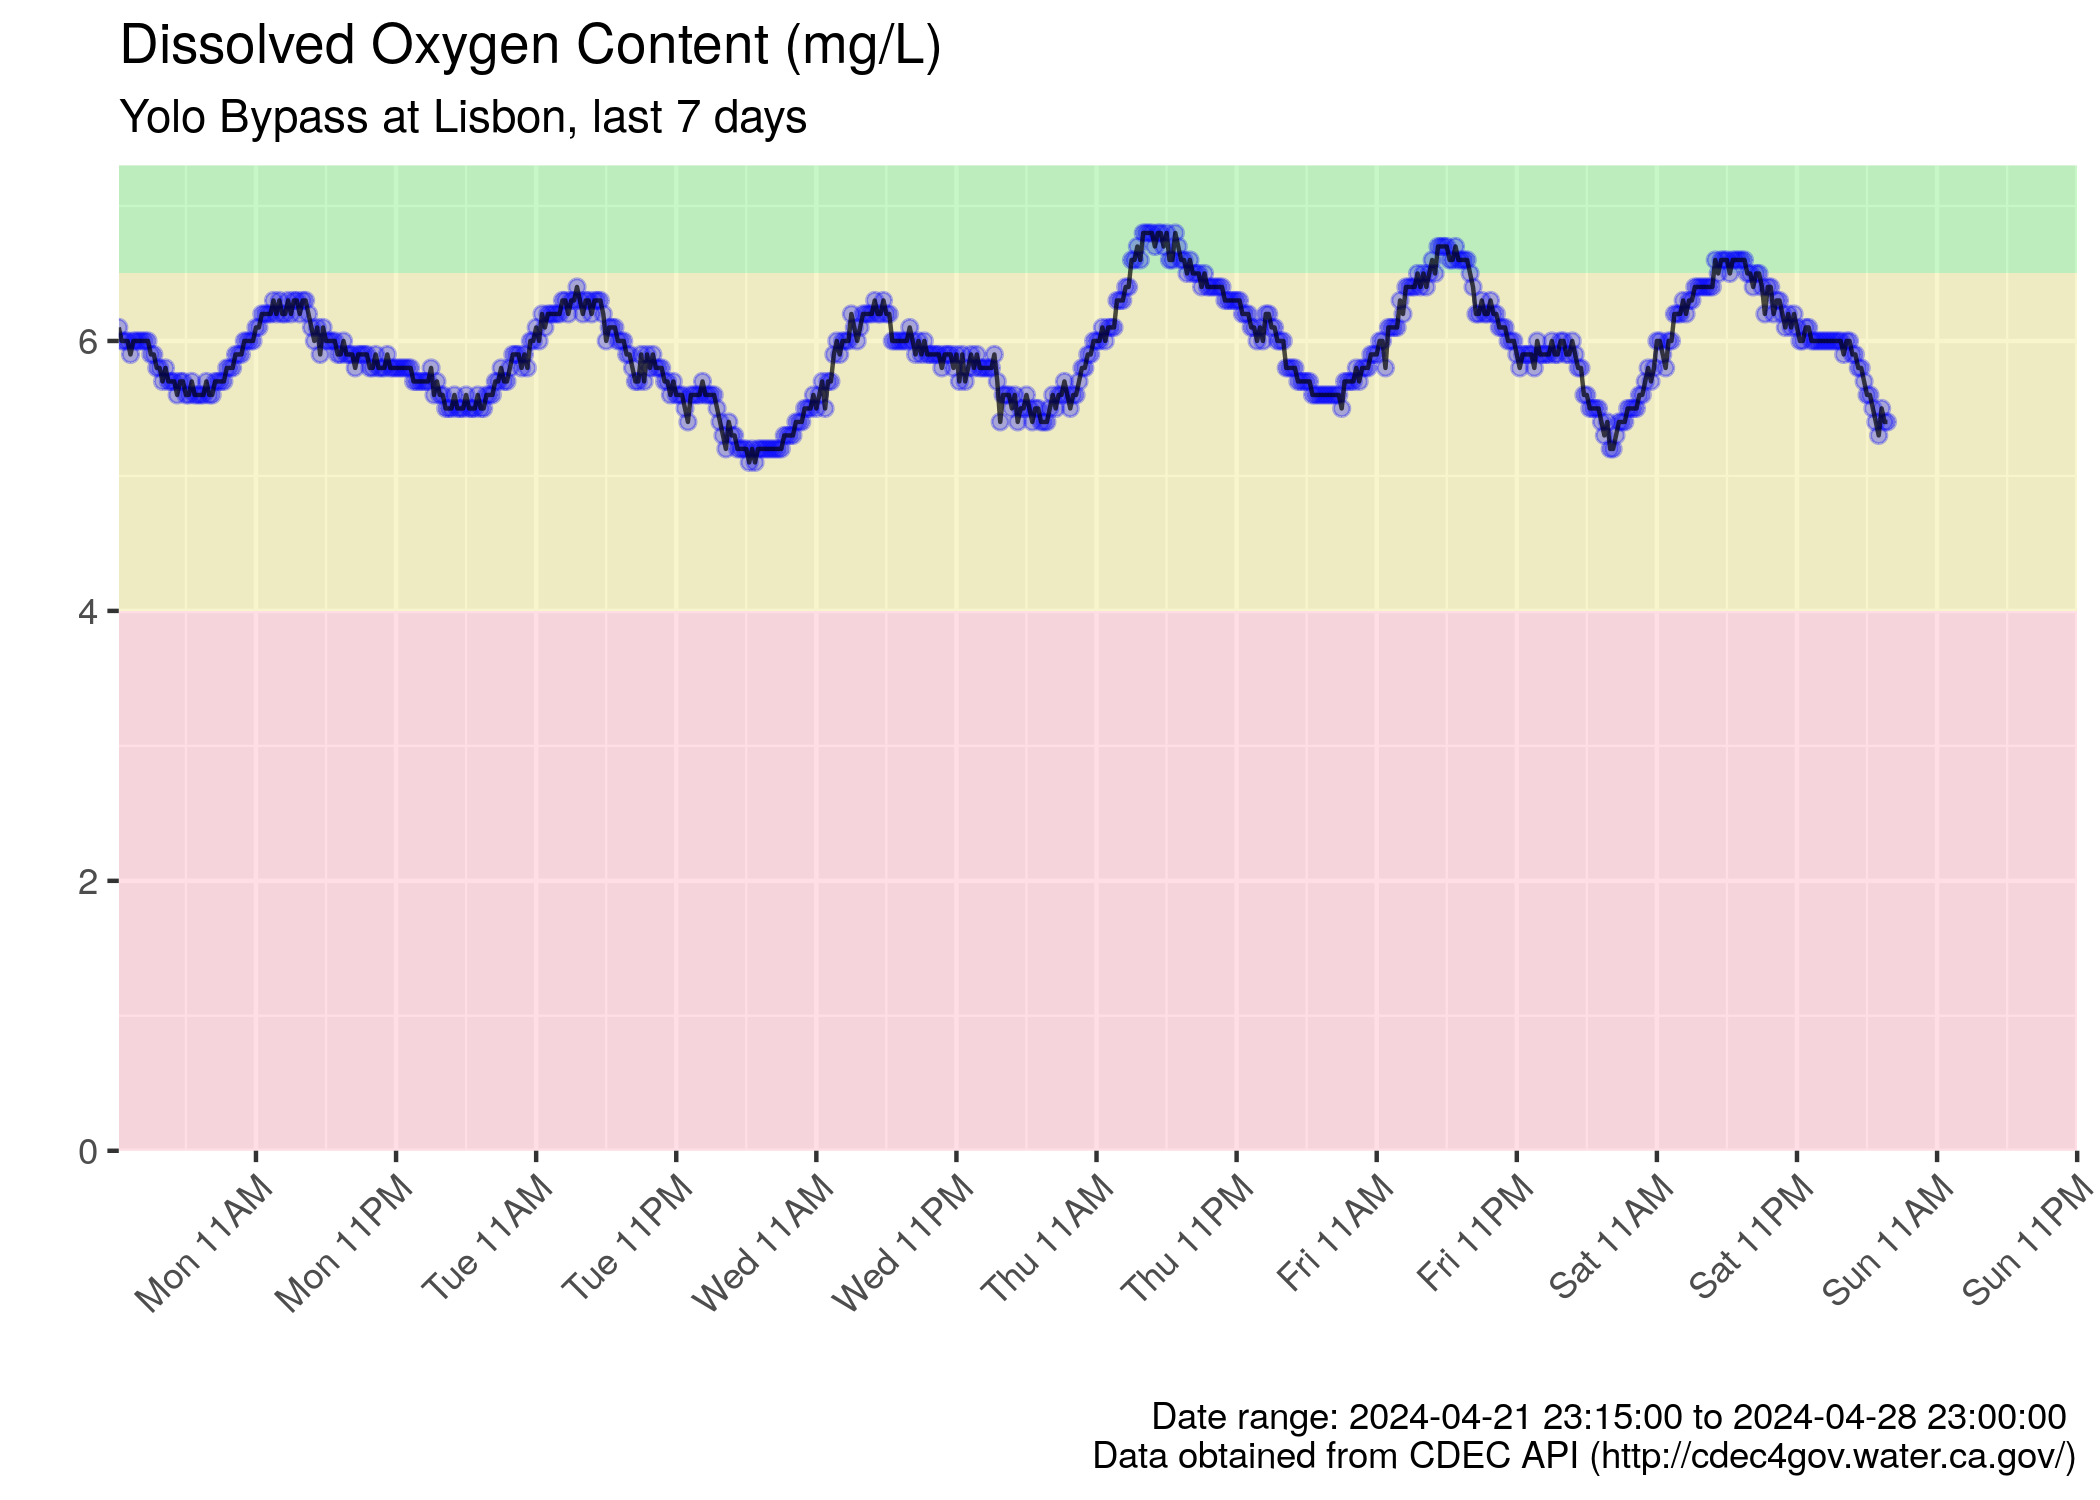 Dissolved Oxygen Content (mg/L)
Yolo Bypass at Lisbon, last 7 days
6
4
2
0
Mon 11AM
Mon 11PM
Tue 11AM
Tue 11PM
Wed 11AM
Wed 11PM
Thu 11AM
Thu 11PM
Fri 11AM
Fri 11PM
Sat 11AM
Sat 11PM
Sun 11AM
Sun 11PM
Date range: 2024-04-21 23:15:00 to 2024-04-28 23:00:00
Data obtained from CDEC API (http://cdec4gov.water.ca.gov/)